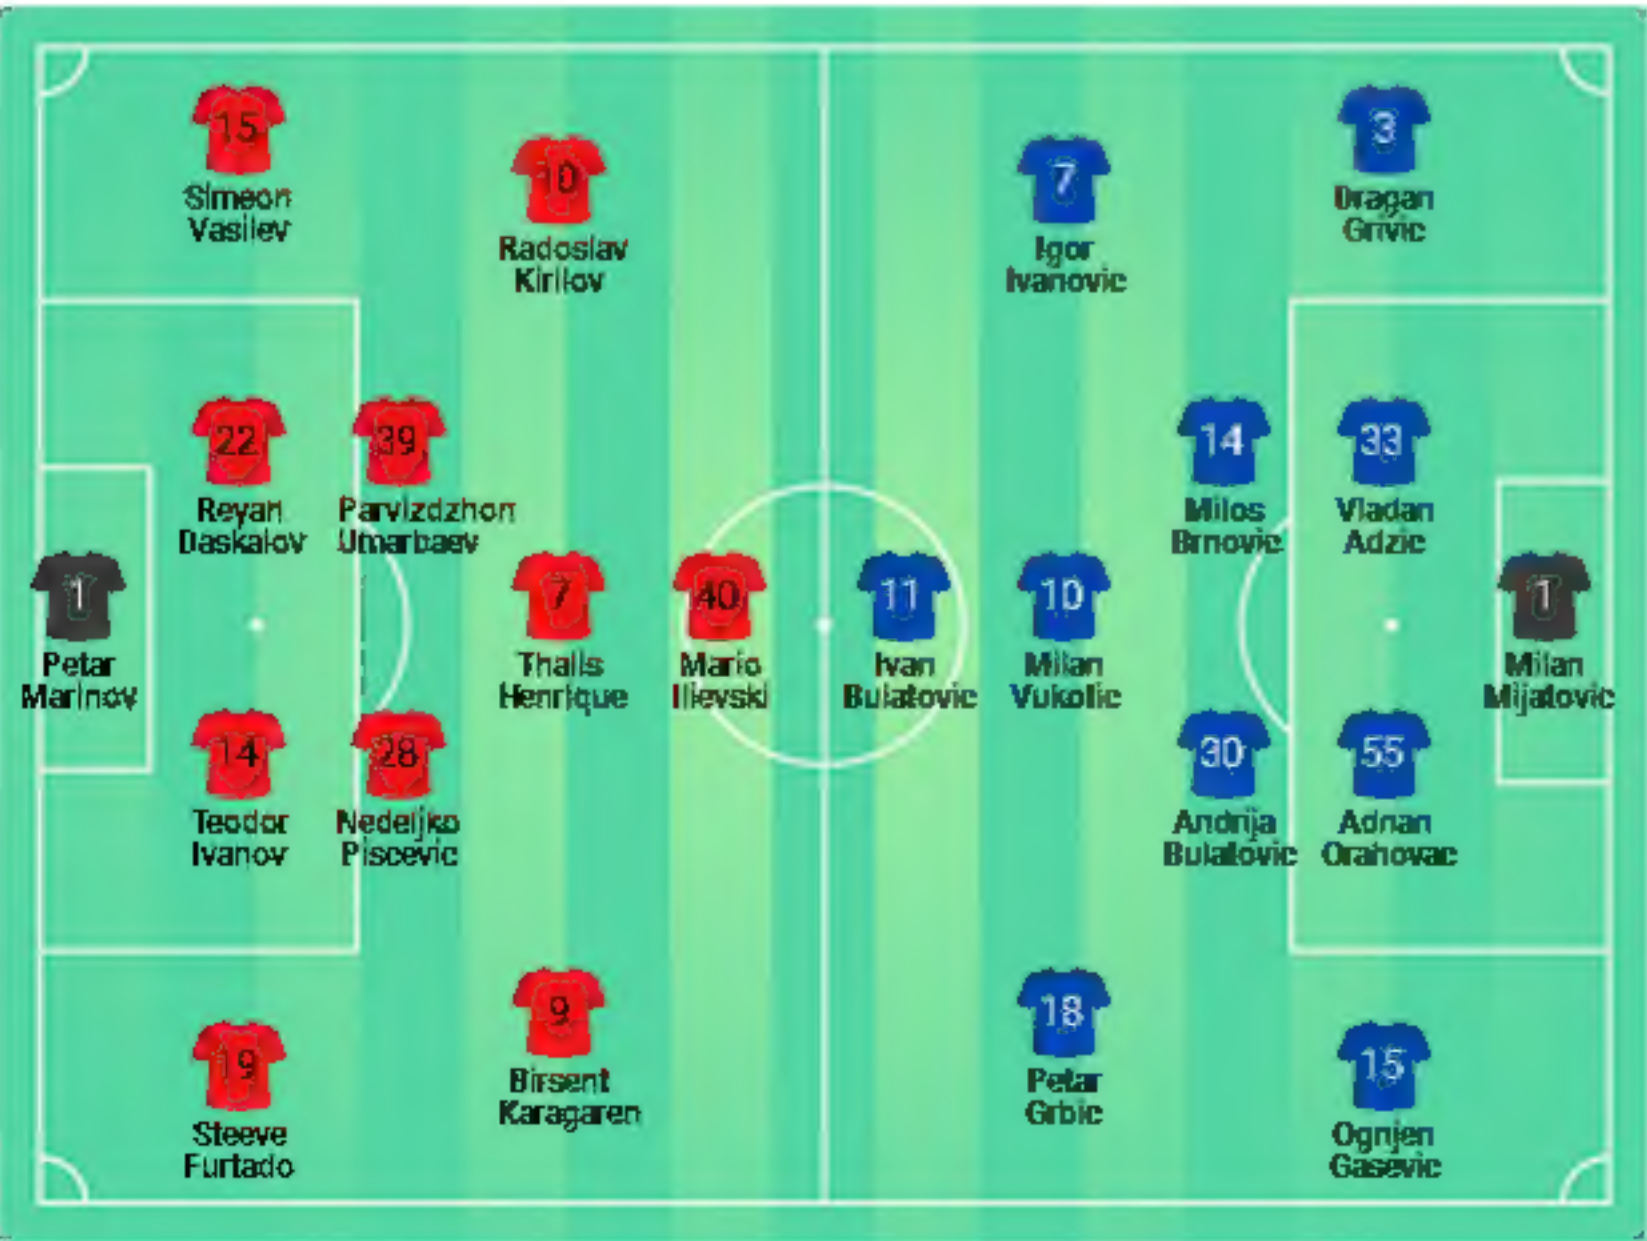 15
Simeon
Vasilev
10
Radoslav
Kirilov
7
Igor
Ivanovic
3
Dragan
Grivic
22
Reyan
Daskalov
39
Parvizdzhon
Umarbaev
14
Milos
Brnovic
33
Vladan
Adzic
1
Petar
Marinov
7
Thalis
Henrique
40
Mario
Ilievski
11
Ivan
Bulatovic
10
Milan
Vukolic
1
Milan
Mijatovic
14
Teodor
Ivanov
28
Nedeljko
Piscevic
30
Andrija
Bulatovic
55
Adnan
Orahovac
9
Birsent
Karagaren
18
Petar
Grbic
19
Steeve
Furtado
15
Ognjen
Gasevic